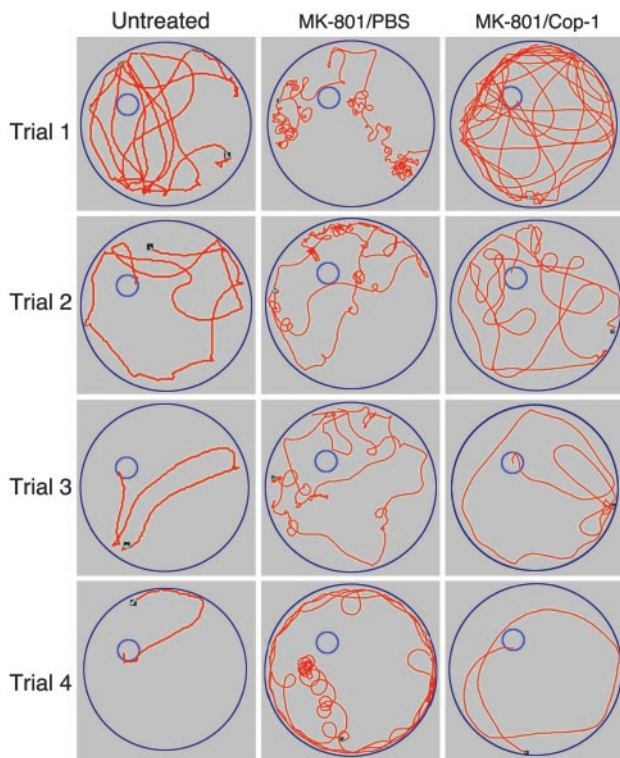 Untreated MK-801/PBS MK-801/Cop-1
Trial 1
Trial 2
Trial 3
Trial 4